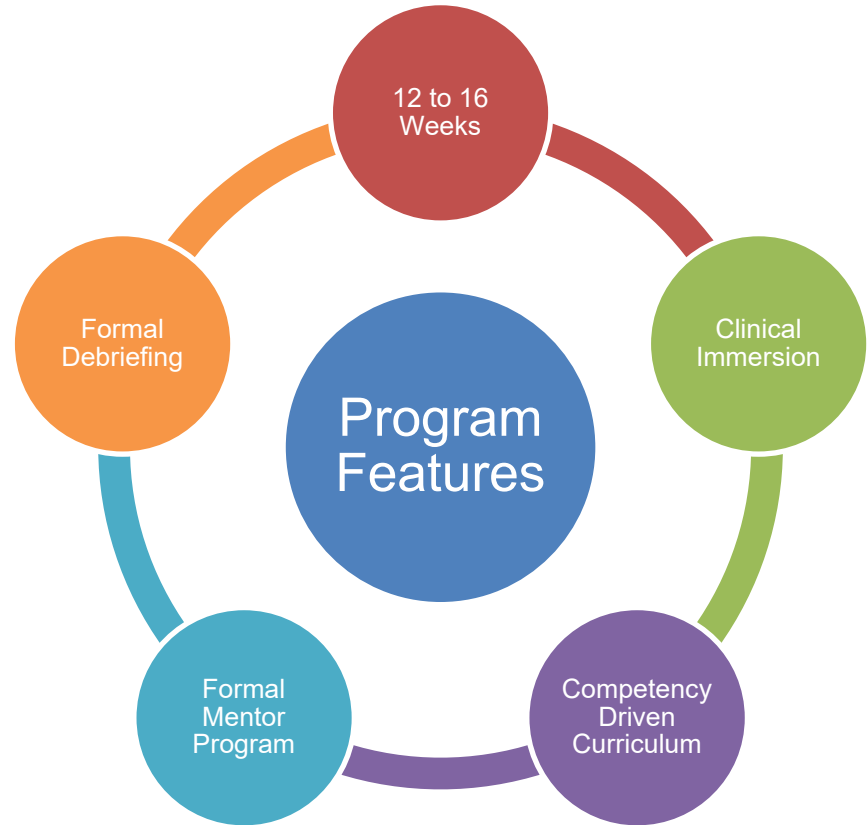 12 to 16
Weeks
Formal
Debriefing
Clinical
Immersion
Program
Features
Formal
Mentor
Program
Competency
Driven
Curriculum